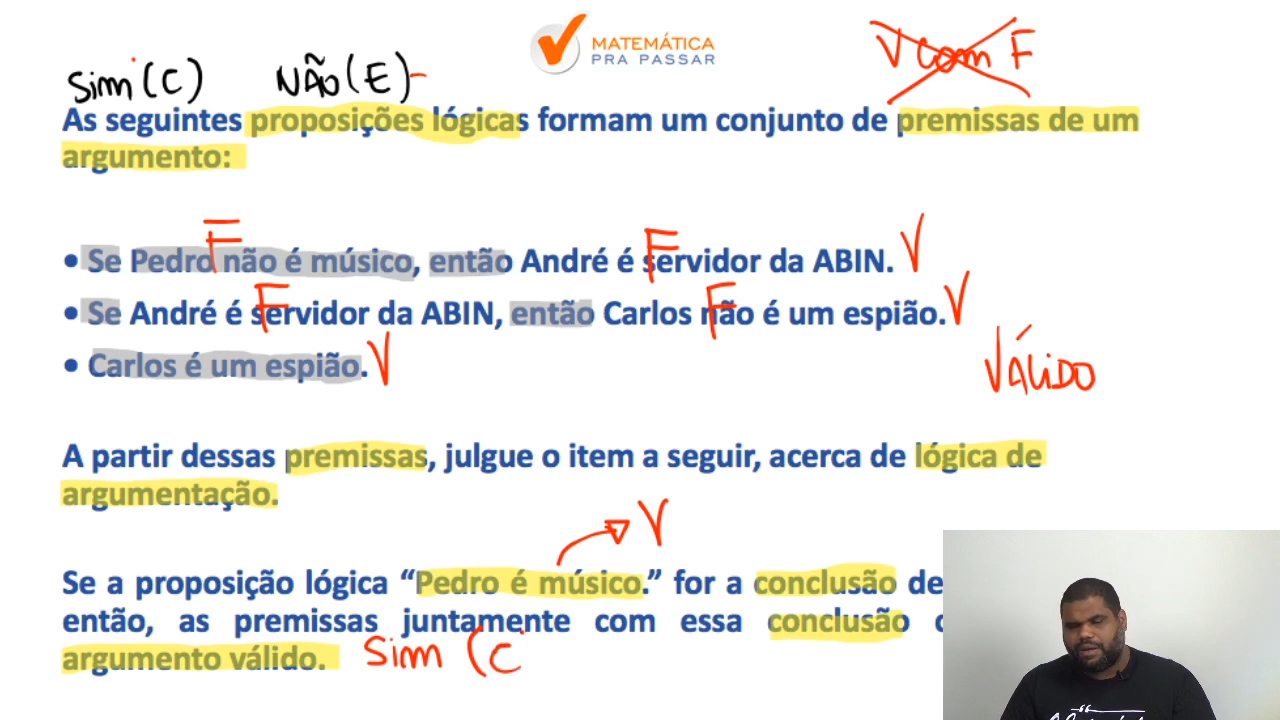 MATEMÁTICA
PRA PASSAR
V com F
Sim (C) NÃO (E)
As seguintes proposições lógicas formam um conjunto de premissas de um
argumento:
F F V
• Se Pedro não é músico, então André é servidor da ABIN.
F F V
• Se André é servidor da ABIN, então Carlos não é um espião.
• Carlos é um espião. V
VÁLIDO
A partir dessas premissas, julgue o item a seguir, acerca de lógica de
argumentação.
V
Se a proposição lógica “Pedro é músico.” for a conclusão de
então, as premissas juntamente com essa conclusão
argumento válido. Sim (C